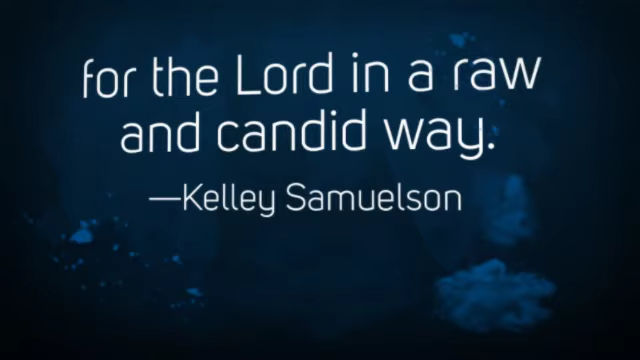 for the Lord in a raw
and candid way.
—Kelley Samuelson